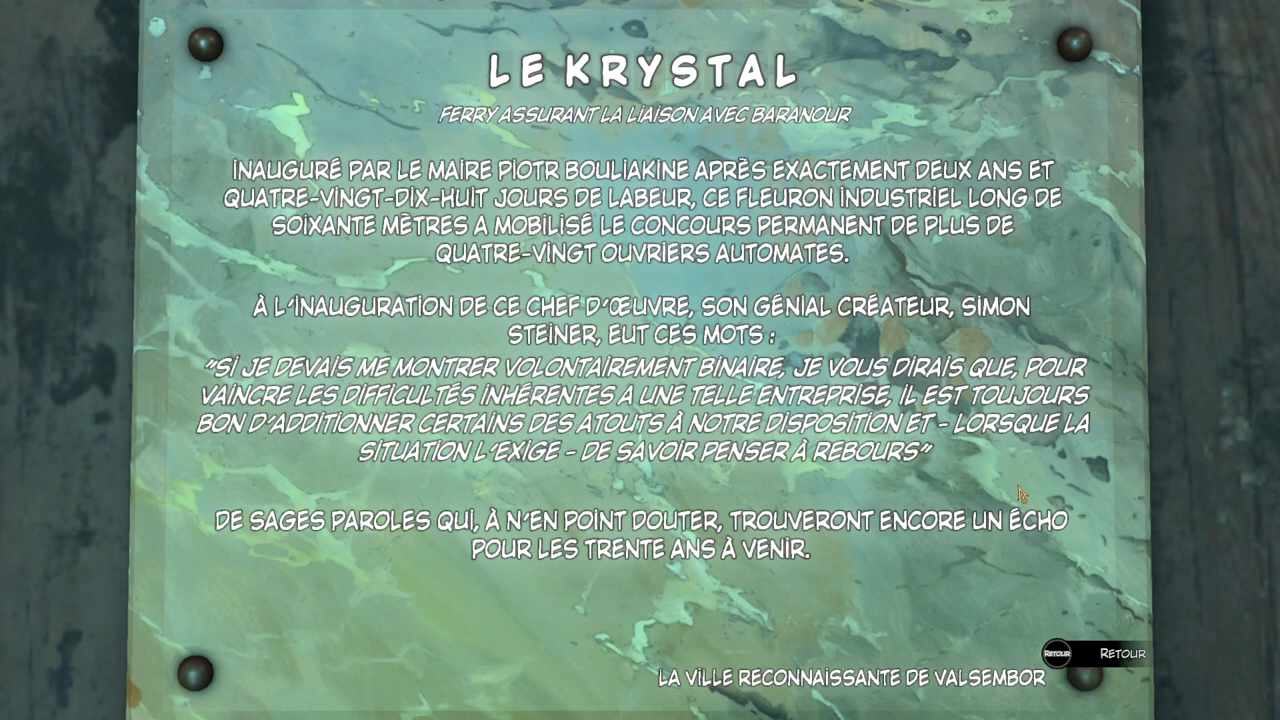 LE KRYSTAL
FERRY ASSURANT LA LIAISON AVEC BARANOUR
INAUGURÉ PAR LE MAIRE PIOTR BOULIAKINE APRÈS EXACTEMENT DEUX ANS ET
QUATRE-VINGT-DIX-HUIT JOURS DE LABEUR, CE FLEURON INDUSTRIEL LONG DE
SOIXANTE MÈTRES A MOBILISÉ LE CONCOURS PERMANENT DE PLUS DE
QUATRE-VINGT OUVRIERS AUTOMATES.
À L'INAUGURATION DE CE CHEF D'ŒUVRE, SON GÉNIAL CRÉATEUR, SIMON
STEINER, EUT CES MOTS :
"SI JE DEVAIS ME MONTRER VOLONTAIREMENT BINAIRE, JE VOUS DIRAIS QUE, POUR
VAINCRE LES DIFFICULTÉS INHÉRENTES A UNE TELLE ENTREPRISE, IL EST TOUJOURS
BON D'ADDITIONNER CERTAINS DES ATOUTS À NOTRE DISPOSITION ET - LORSQUE LA
SITUATION L'EXIGE - DE SAVOIR PENSER À REBOURS"
DE SAGES PAROLES QUI, À N'EN POINT DOUTER, TROUVERONT ENCORE UN ÉCHO
POUR LES TRENTE ANS À VENIR.
RETOUR RETOUR
LA VILLE RECONNAISSANTE DE VALSEMBOR